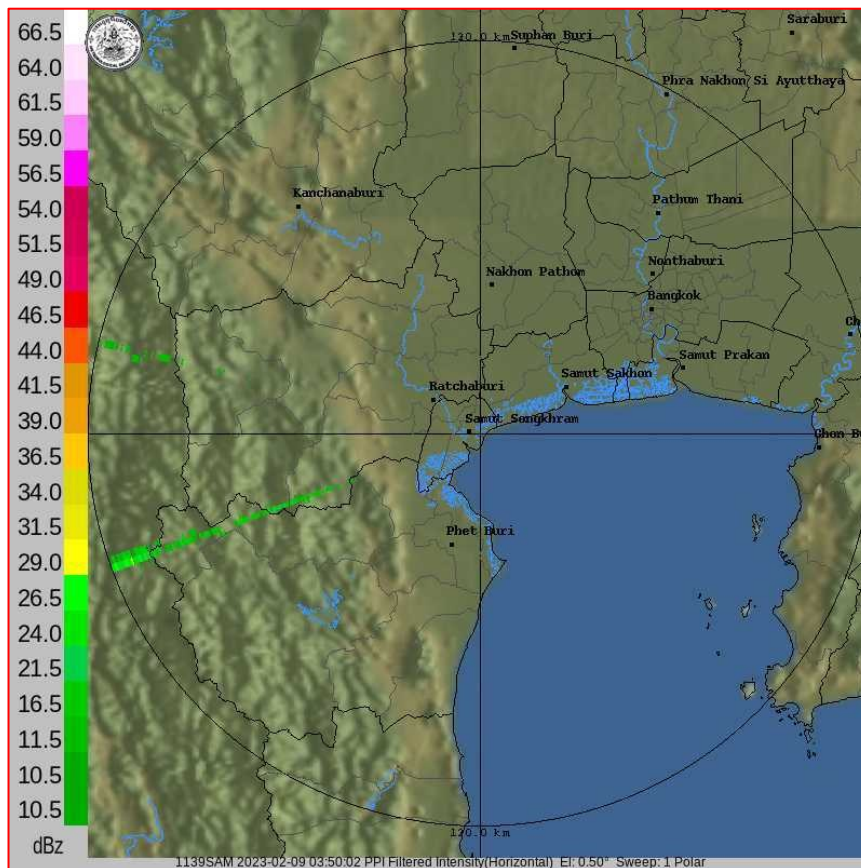 66.5
64.0
61.5
59.0
56.5
54.0
51.5
49.0
46.5
44.0
41.5
39.0
36.5
34.0
31.5
29.0
26.5
24.0
21.5
16.5
11.5
10.5
10.5
dBz
120.0 km
Suphan Buri
Saraburi
Phra Nakhon Si Ayutthaya
Kanchanaburi
Pathum Thani
Nakhon Pathom
Nonthaburi
Bangkok
Ch
Samut Prakan
Samut Sakhon
Ratchaburi
Samut Songkhram
Chon Bu
Phet Buri
120.0 km
1139SAM 2023-02-09 03:50:02 PPI Filtered Intensity(Horizontal) El: 0.50° Sweep: 1 Polar